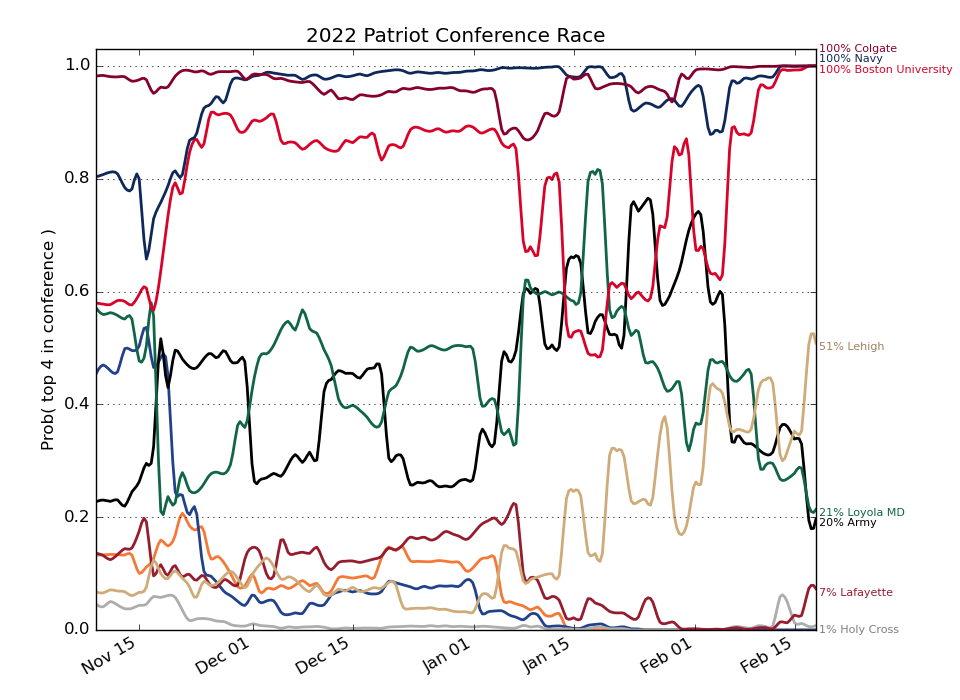 2022 Patriot Conference Race
Prob( top 4 in conference )
1.0
0.8
0.6
0.4
0.2
0.0
Nov 15
Dec 01
Dec 15
Jan 01
Jan 15
Feb 01
Feb 15
100% Colgate
100% Navy
100% Boston University
51% Lehigh
21% Loyola MD
20% Army
7% Lafayette
1% Holy Cross